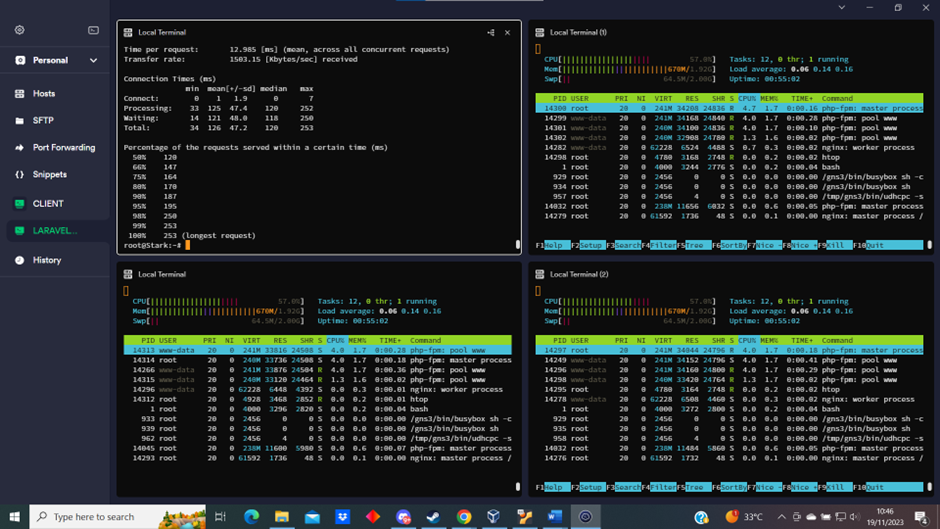 Personal
Hosts
SFTP
Port Forwarding
Snippets
CLIENT
LARAVEL...
History
Local Terminal
Time per request: 12.985 [ms] (mean, across all concurrent requests)
Transfer rate: 1503.15 [Kbytes/sec] received
Connection Times (ms)
min mean[+/-sd] median max
Connect: 0 1 1.9 0 7
Processing: 33 125 47.4 120 252
Waiting: 14 121 48.0 118 250
Total: 34 126 47.2 120 253
Percentage of the requests served within a certain time (ms)
50% 120
66% 147
75% 164
80% 170
90% 187
95% 195
98% 250
99% 253
100% 253 (longest request)
root@Stark:~#
Local Terminal (1)
CPU[|||||||||||||||||||| 57.0%] Tasks: 12, 0 thr; 1 running
Mem[||||||||||||||||||||670M/1.92G] Load average: 0.06 0.14 0.16
Swp[|| 64.5M/2.00G] Uptime: 00:55:02
PID USER PRI NI VIRT RES SHR S CPU% MEM% TIME+ Command
14300 root 20 0 241M 34208 24836 R 4.7 1.7 0:00.16 php-fpm: master process
14299 www-data 20 0 241M 34168 24840 R 4.0 1.7 0:00.28 php-fpm: pool www
14301 www-data 20 0 240M 34100 24836 R 4.0 1.7 0:00.14 php-fpm: pool www
14302 www-data 20 0 240M 32908 24280 R 1.3 1.6 0:00.02 php-fpm: pool www
14282 www-data 20 0 62228 6524 4488 S 0.7 0.3 0:00.02 nginx: worker process
14298 root 20 0 4780 3168 2468 R 0.0 0.2 0:00.02 htop
1 root 20 0 4000 3244 2776 S 0.0 0.2 0:00.04 bash
929 root 20 0 2456 4 0 S 0.0 0.0 0:00.00 /gns3/bin/busybox sh -c
934 root 20 0 2456 4 0 S 0.0 0.0 0:00.00 /gns3/bin/busybox sh -
957 root 20 0 2456 4 0 S 0.0 0.0 0:00.00 /tmp/gns3/bin/udhcpc -s
14032 root 20 0 238M 11656 6032 S 0.0 0.6 0:00.05 php-fpm: master process
14279 root 20 0 61592 1736 48 S 0.0 0.1 0:00.00 nginx: master process /
F1Help F2Setup F3SearchF4FilterF5Tree F6SortByF7Nice -F8Nice +F9Kill F10Quit
Local Terminal
CPU[|||||||||||||||||||| 57.0%] Tasks: 12, 0 thr; 1 running
Mem[||||||||||||||||||||670M/1.92G] Load average: 0.06 0.14 0.16
Swp[|| 64.5M/2.00G] Uptime: 00:55:02
PID USER PRI NI VIRT RES SHR S CPU% MEM% TIME+ Command
14313 www-data 20 0 241M 33816 24508 S 4.0 1.7 0:00.28 php-fpm: pool www
14314 root 20 0 240M 33736 24508 S 4.0 1.7 0:00.18 php-fpm: master process
14266 www-data 20 0 241M 33876 24504 R 4.0 1.7 0:00.36 php-fpm: pool www
14315 www-data 20 0 240M 33120 24464 R 1.3 1.6 0:00.02 php-fpm: pool www
14296 www-data 20 0 62228 6448 4392 S 0.0 0.3 0:00.01 nginx: worker process
14312 root 20 0 4928 3468 2852 R 0.0 0.2 0:00.01 htop
1 root 20 0 4000 3296 2820 S 0.0 0.2 0:00.04 bash
933 root 20 0 2456 4 0 S 0.0 0.0 0:00.00 /gns3/bin/busybox sh -c
939 root 20 0 2456 4 0 S 0.0 0.0 0:00.00 /gns3/bin/busybox sh -
962 root 20 0 2456 4 0 S 0.0 0.0 0:00.00 /tmp/gns3/bin/udhcpc -s
14045 root 20 0 238M 11600 5980 S 0.0 0.6 0:00.07 php-fpm: master process
14293 root 20 0 61592 1736 48 S 0.0 0.1 0:00.00 nginx: master process /
Local Terminal (2)
CPU[|||||||||||||||||||| 57.0%] Tasks: 12, 0 thr; 1 running
Mem[||||||||||||||||||||670M/1.92G] Load average: 0.06 0.14 0.16
Swp[|| 64.5M/2.00G] Uptime: 00:55:02
PID USER PRI NI VIRT RES SHR S CPU% MEM% TIME+ Command
14297 root 20 0 241M 34044 24796 R 4.0 1.7 0:00.18 php-fpm: master process
14249 www-data 20 0 241M 34152 24800 S 4.0 1.7 0:00.41 php-fpm: pool www
14296 www-data 20 0 241M 34160 24800 R 4.0 1.7 0:00.29 php-fpm: pool www
14298 www-data 20 0 240M 33420 24764 R 1.3 1.7 0:00.02 php-fpm: pool www
14295 root 20 0 4780 3164 2468 R 0.0 0.2 0:00.02 htop
14278 www-data 20 0 62228 6508 4460 S 0.0 0.3 0:00.01 nginx: worker process
1 root 20 0 4000 3272 2800 S 0.0 0.2 0:00.04 bash
930 root 20 0 2456 4 0 S 0.0 0.0 0:00.00 /gns3/bin/busybox sh -c
935 root 20 0 2456 4 0 S 0.0 0.0 0:00.00 /gns3/bin/busybox sh -
958 root 20 0 2456 4 0 S 0.0 0.0 0:00.00 /tmp/gns3/bin/udhcpc -s
14032 root 20 0 238M 11484 5860 S 0.0 0.6 0:00.04 php-fpm: master process
14276 root 20 0 61592 1736 48 S 0.0 0.1 0:00.00 nginx: master process /
F1Help F2Setup F3SearchF4FilterF5Tree F6SortByF7Nice -F8Nice +F9Kill F10Quit
Type here to search
33°C
10:46
19/11/2023
4